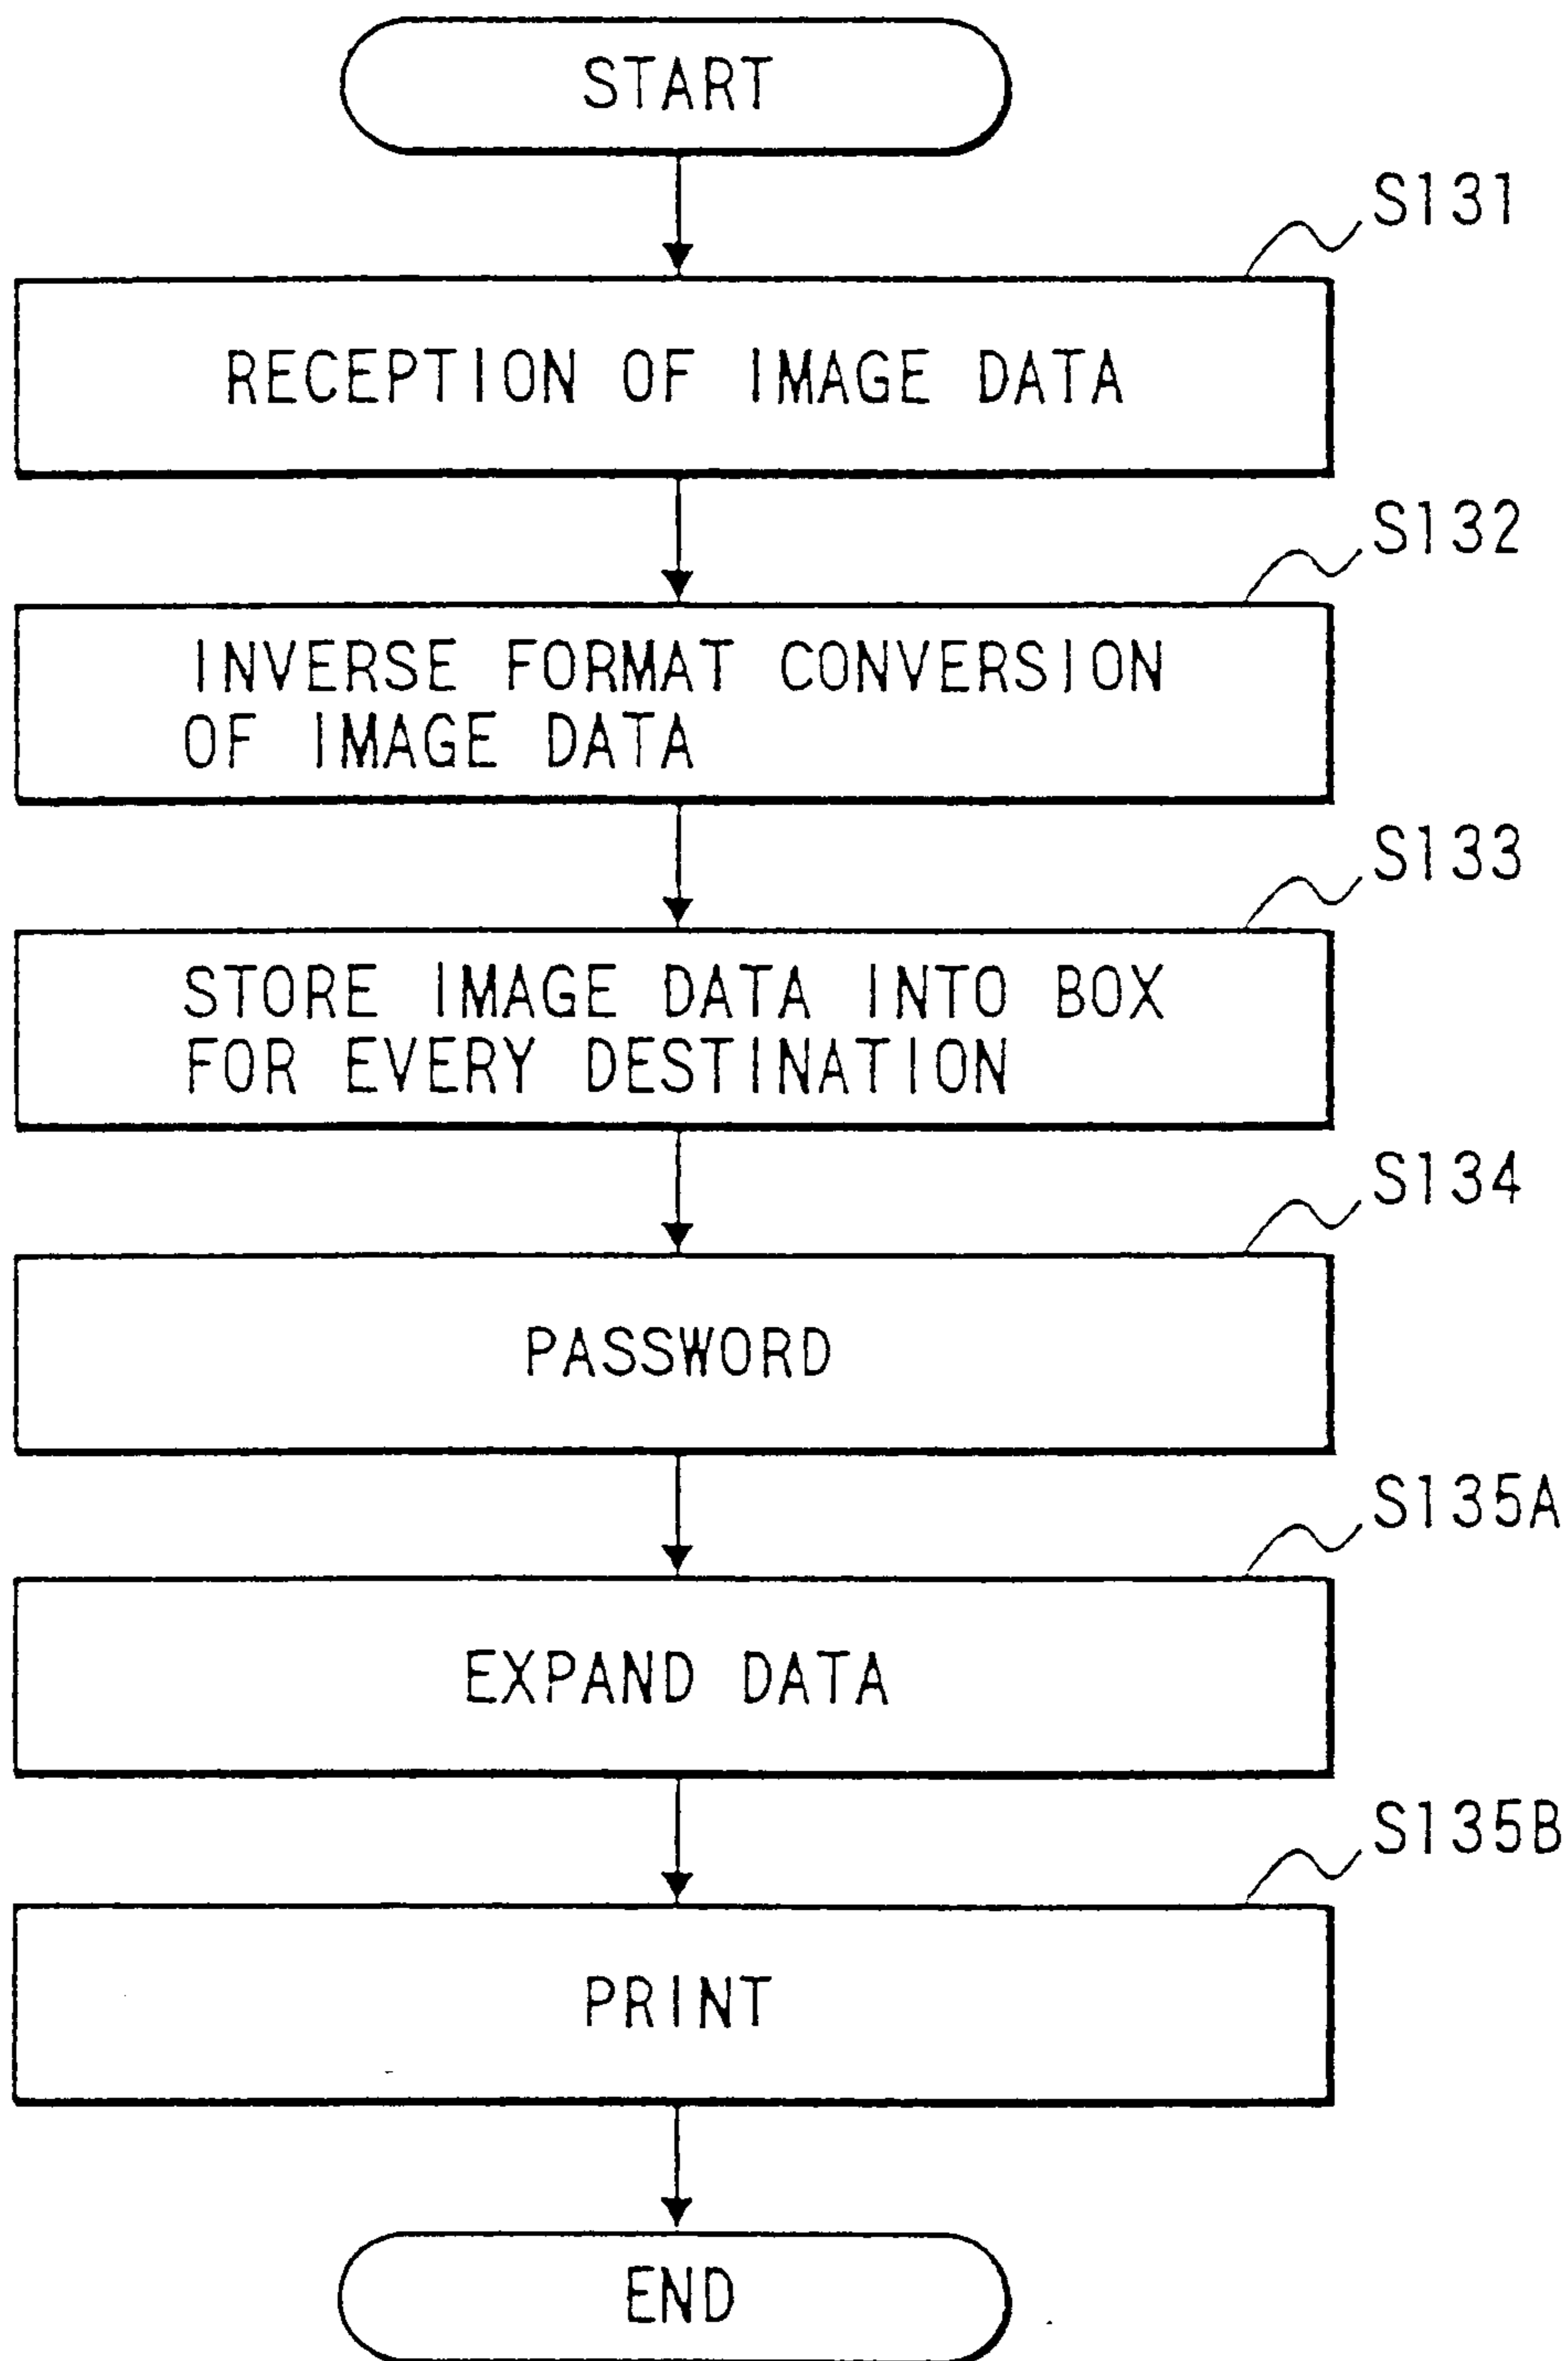 START
S131
RECEPTION OF IMAGE DATA
S132
INVERSE FORMAT CONVERSION
OF IMAGE DATA
S133
STORE IMAGE DATA INTO BOX
FOR EVERY DESTINATION
S134
PASSWORD
S135A
EXPAND DATA
S135B
PRINT
END